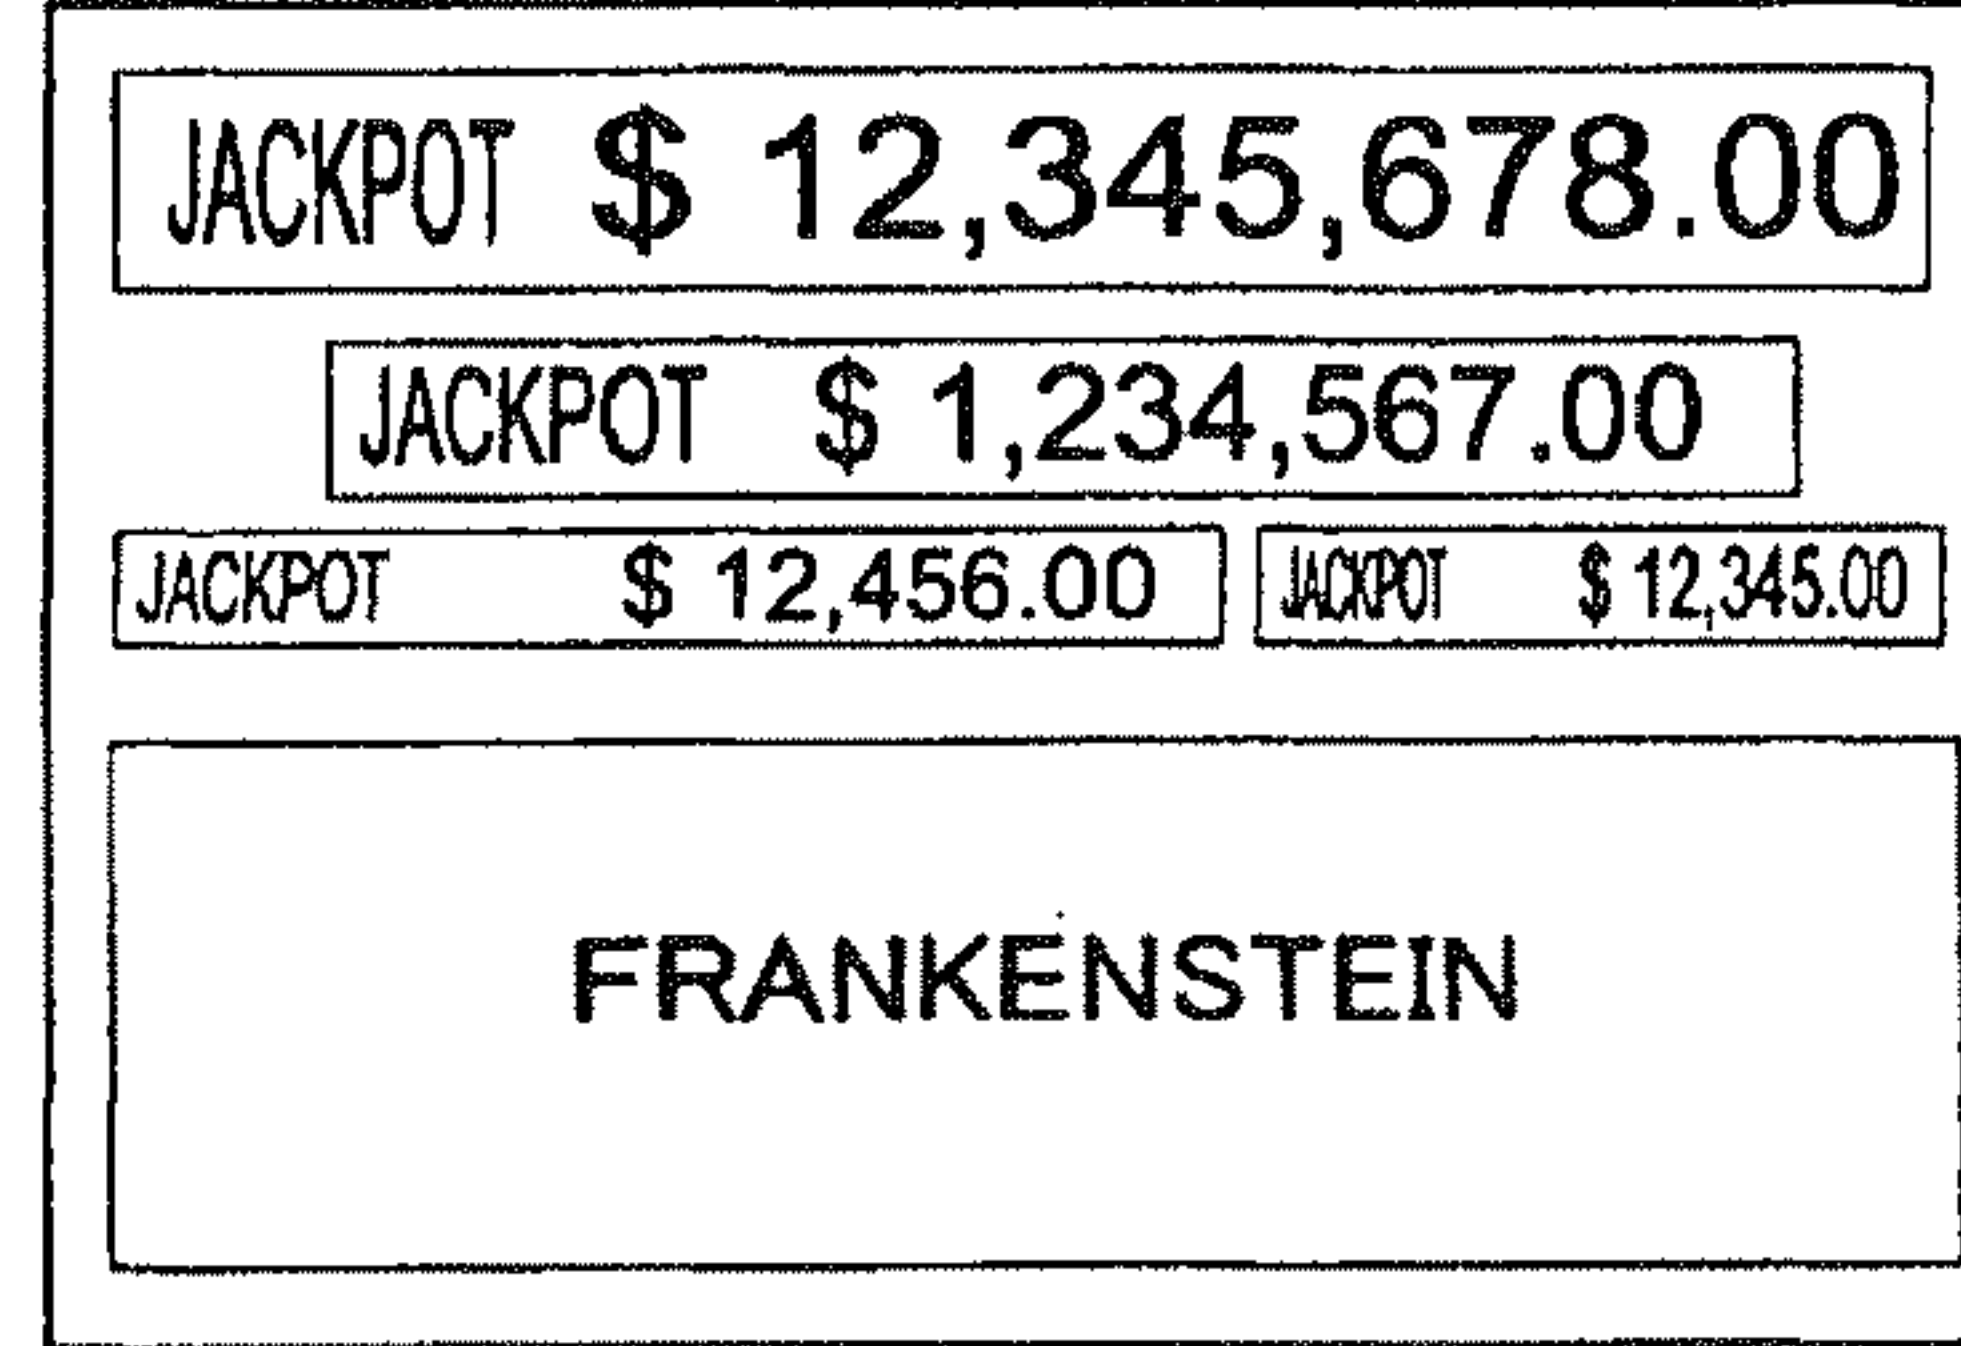 JACKPOT $ 12,345,678.00
JACKPOT $ 1,234,567.00
JACKPOT $ 12,456.00 JACKPOT $ 12,345.00
FRANKENSTEIN